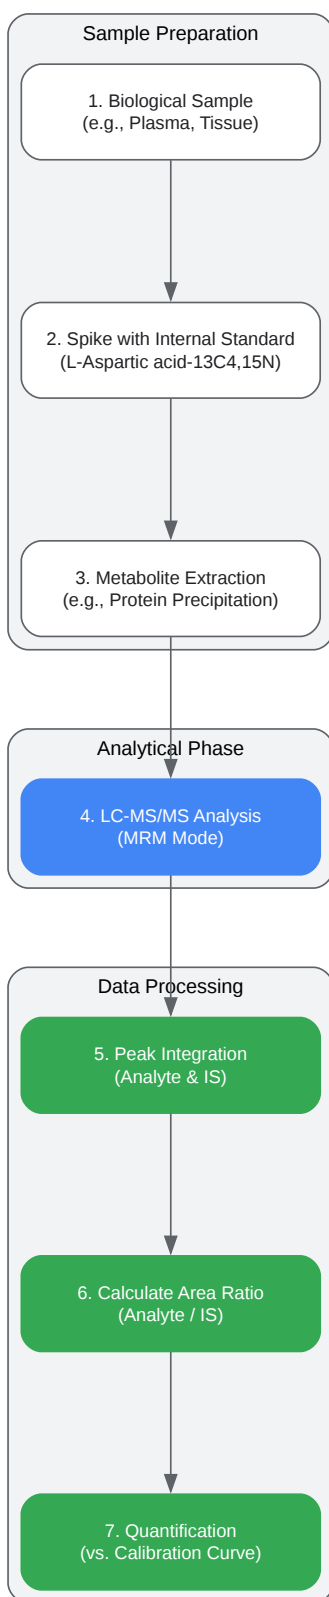 Sample Preparation
1. Biological Sample
(e.g., Plasma, Tissue)
2. Spike with Internal Standard
(L-Aspartic acid-13C4,15N)
3. Metabolite Extraction
(e.g., Protein Precipitation)
Analytical Phase
4. LC-MS/MS Analysis
(MRM Mode)
Data Processing
5. Peak Integration
(Analyte & IS)
6. Calculate Area Ratio
(Analyte / IS)
7. Quantification
(vs. Calibration Curve)